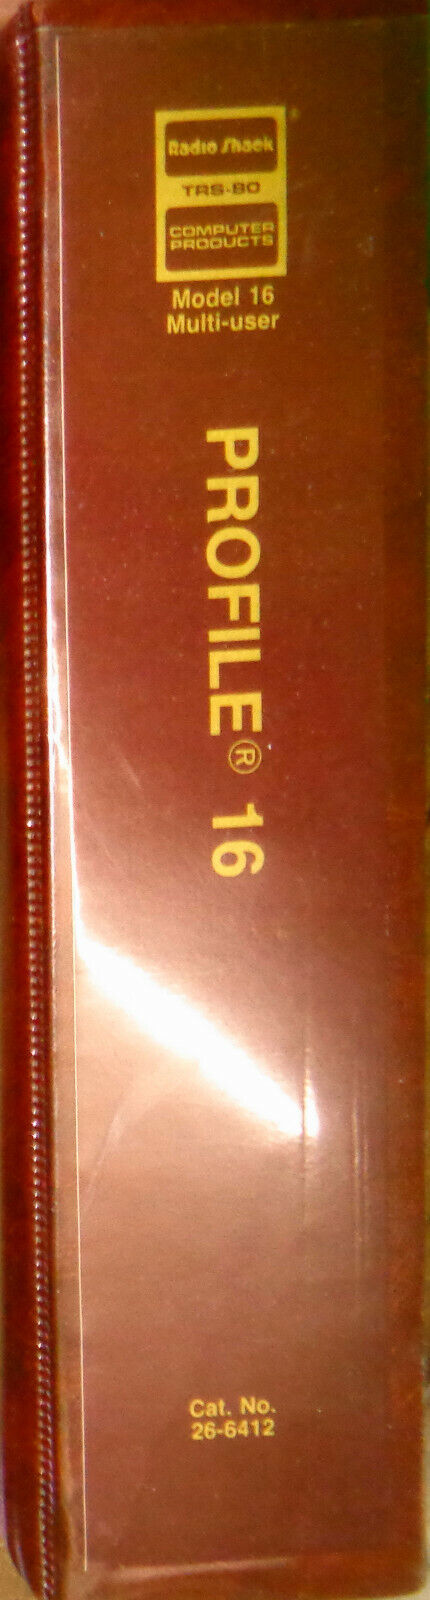 Radio Shack
TRS-80
COMPUTER
PRODUCTS
®
Model 16
Multi-user
PROFILE® 16
Cat. No.
26-6412